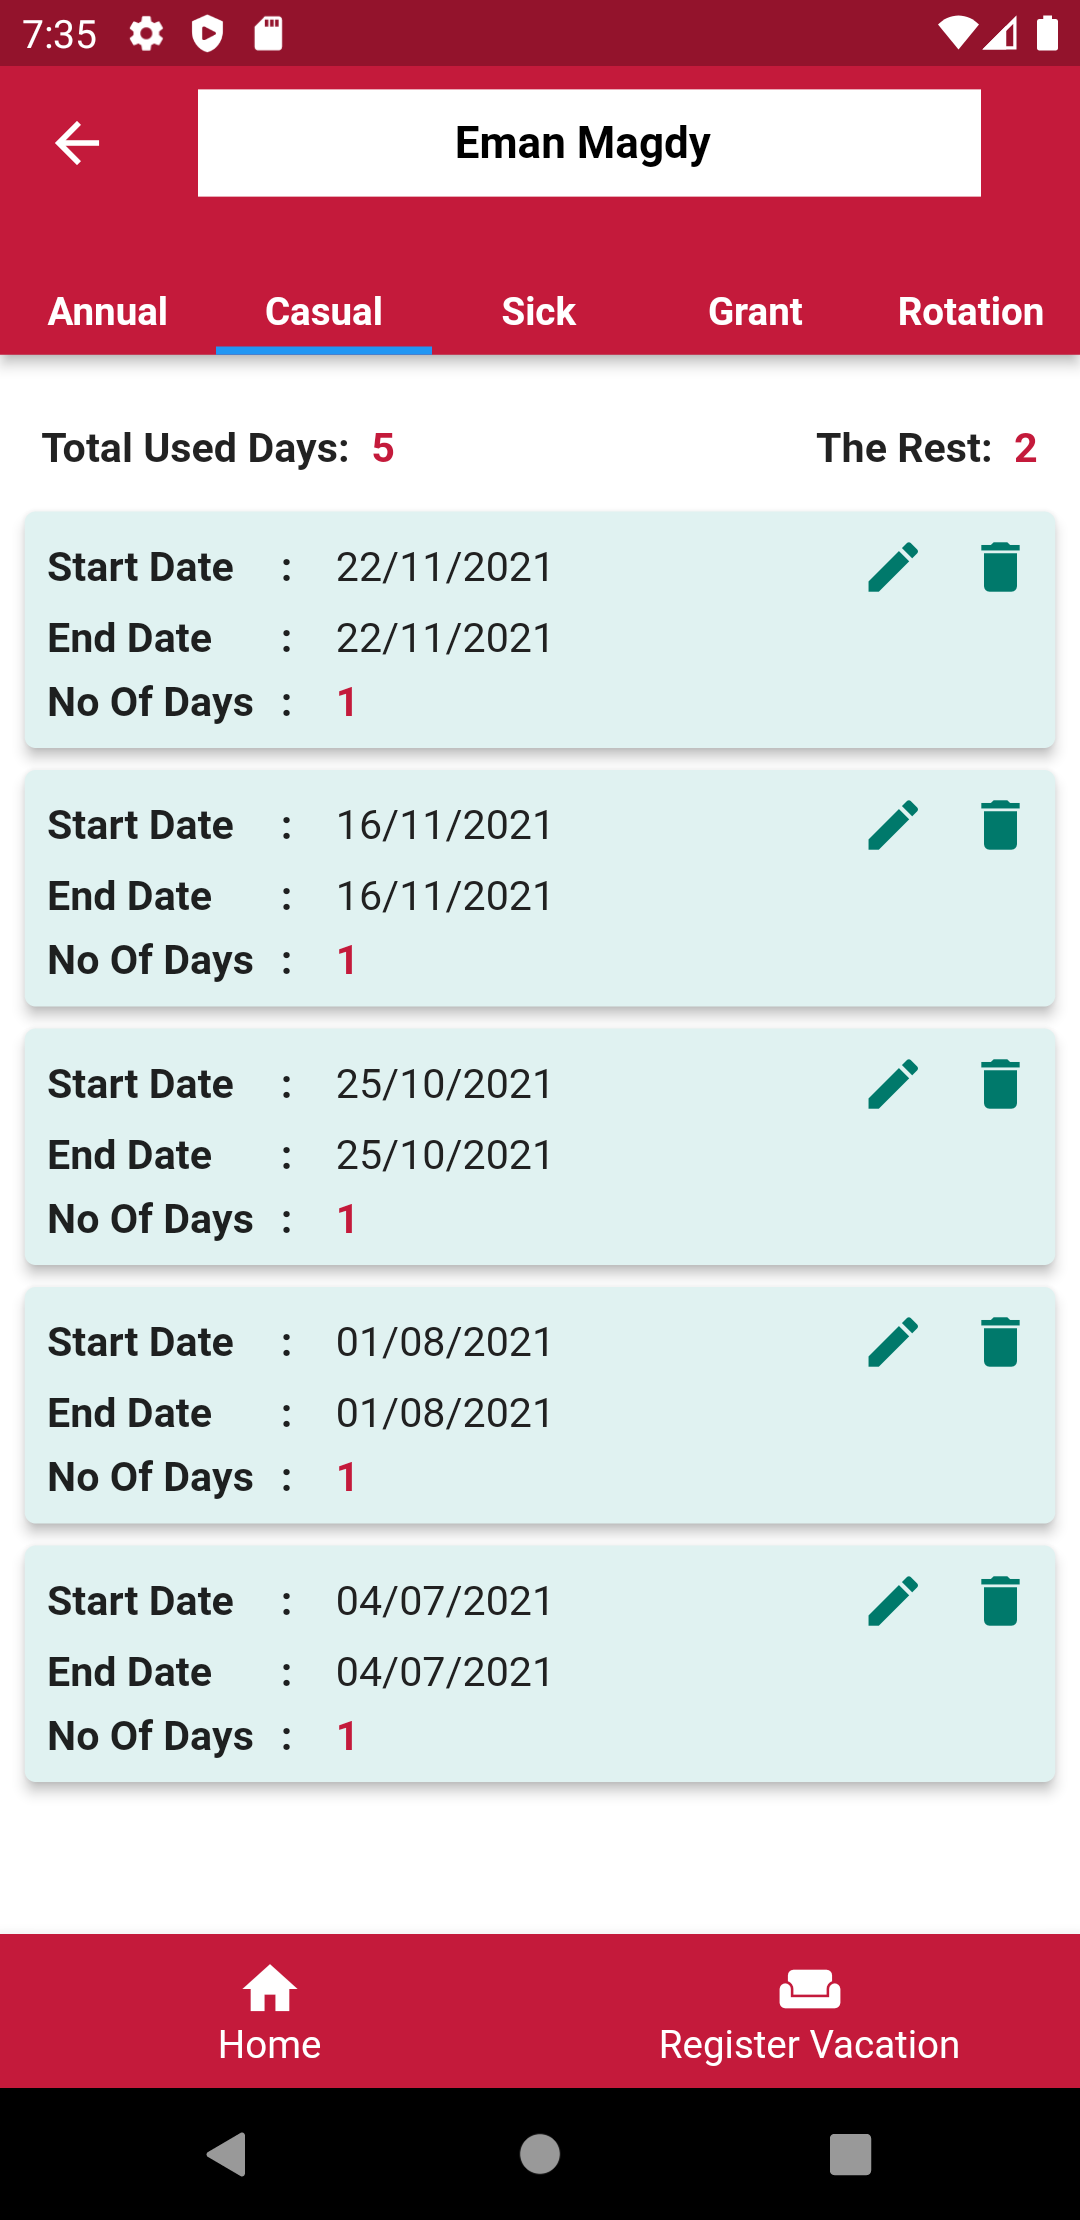 7:35
Eman Magdy
Annual Casual Sick Grant Rotation
Total Used Days: 5 The Rest: 2
Start Date : 22/11/2021
End Date : 22/11/2021
No Of Days : 1
Start Date : 16/11/2021
End Date : 16/11/2021
No Of Days : 1
Start Date : 25/10/2021
End Date : 25/10/2021
No Of Days : 1
Start Date : 01/08/2021
End Date : 01/08/2021
No Of Days : 1
Start Date : 04/07/2021
End Date : 04/07/2021
No Of Days : 1
Home Register Vacation